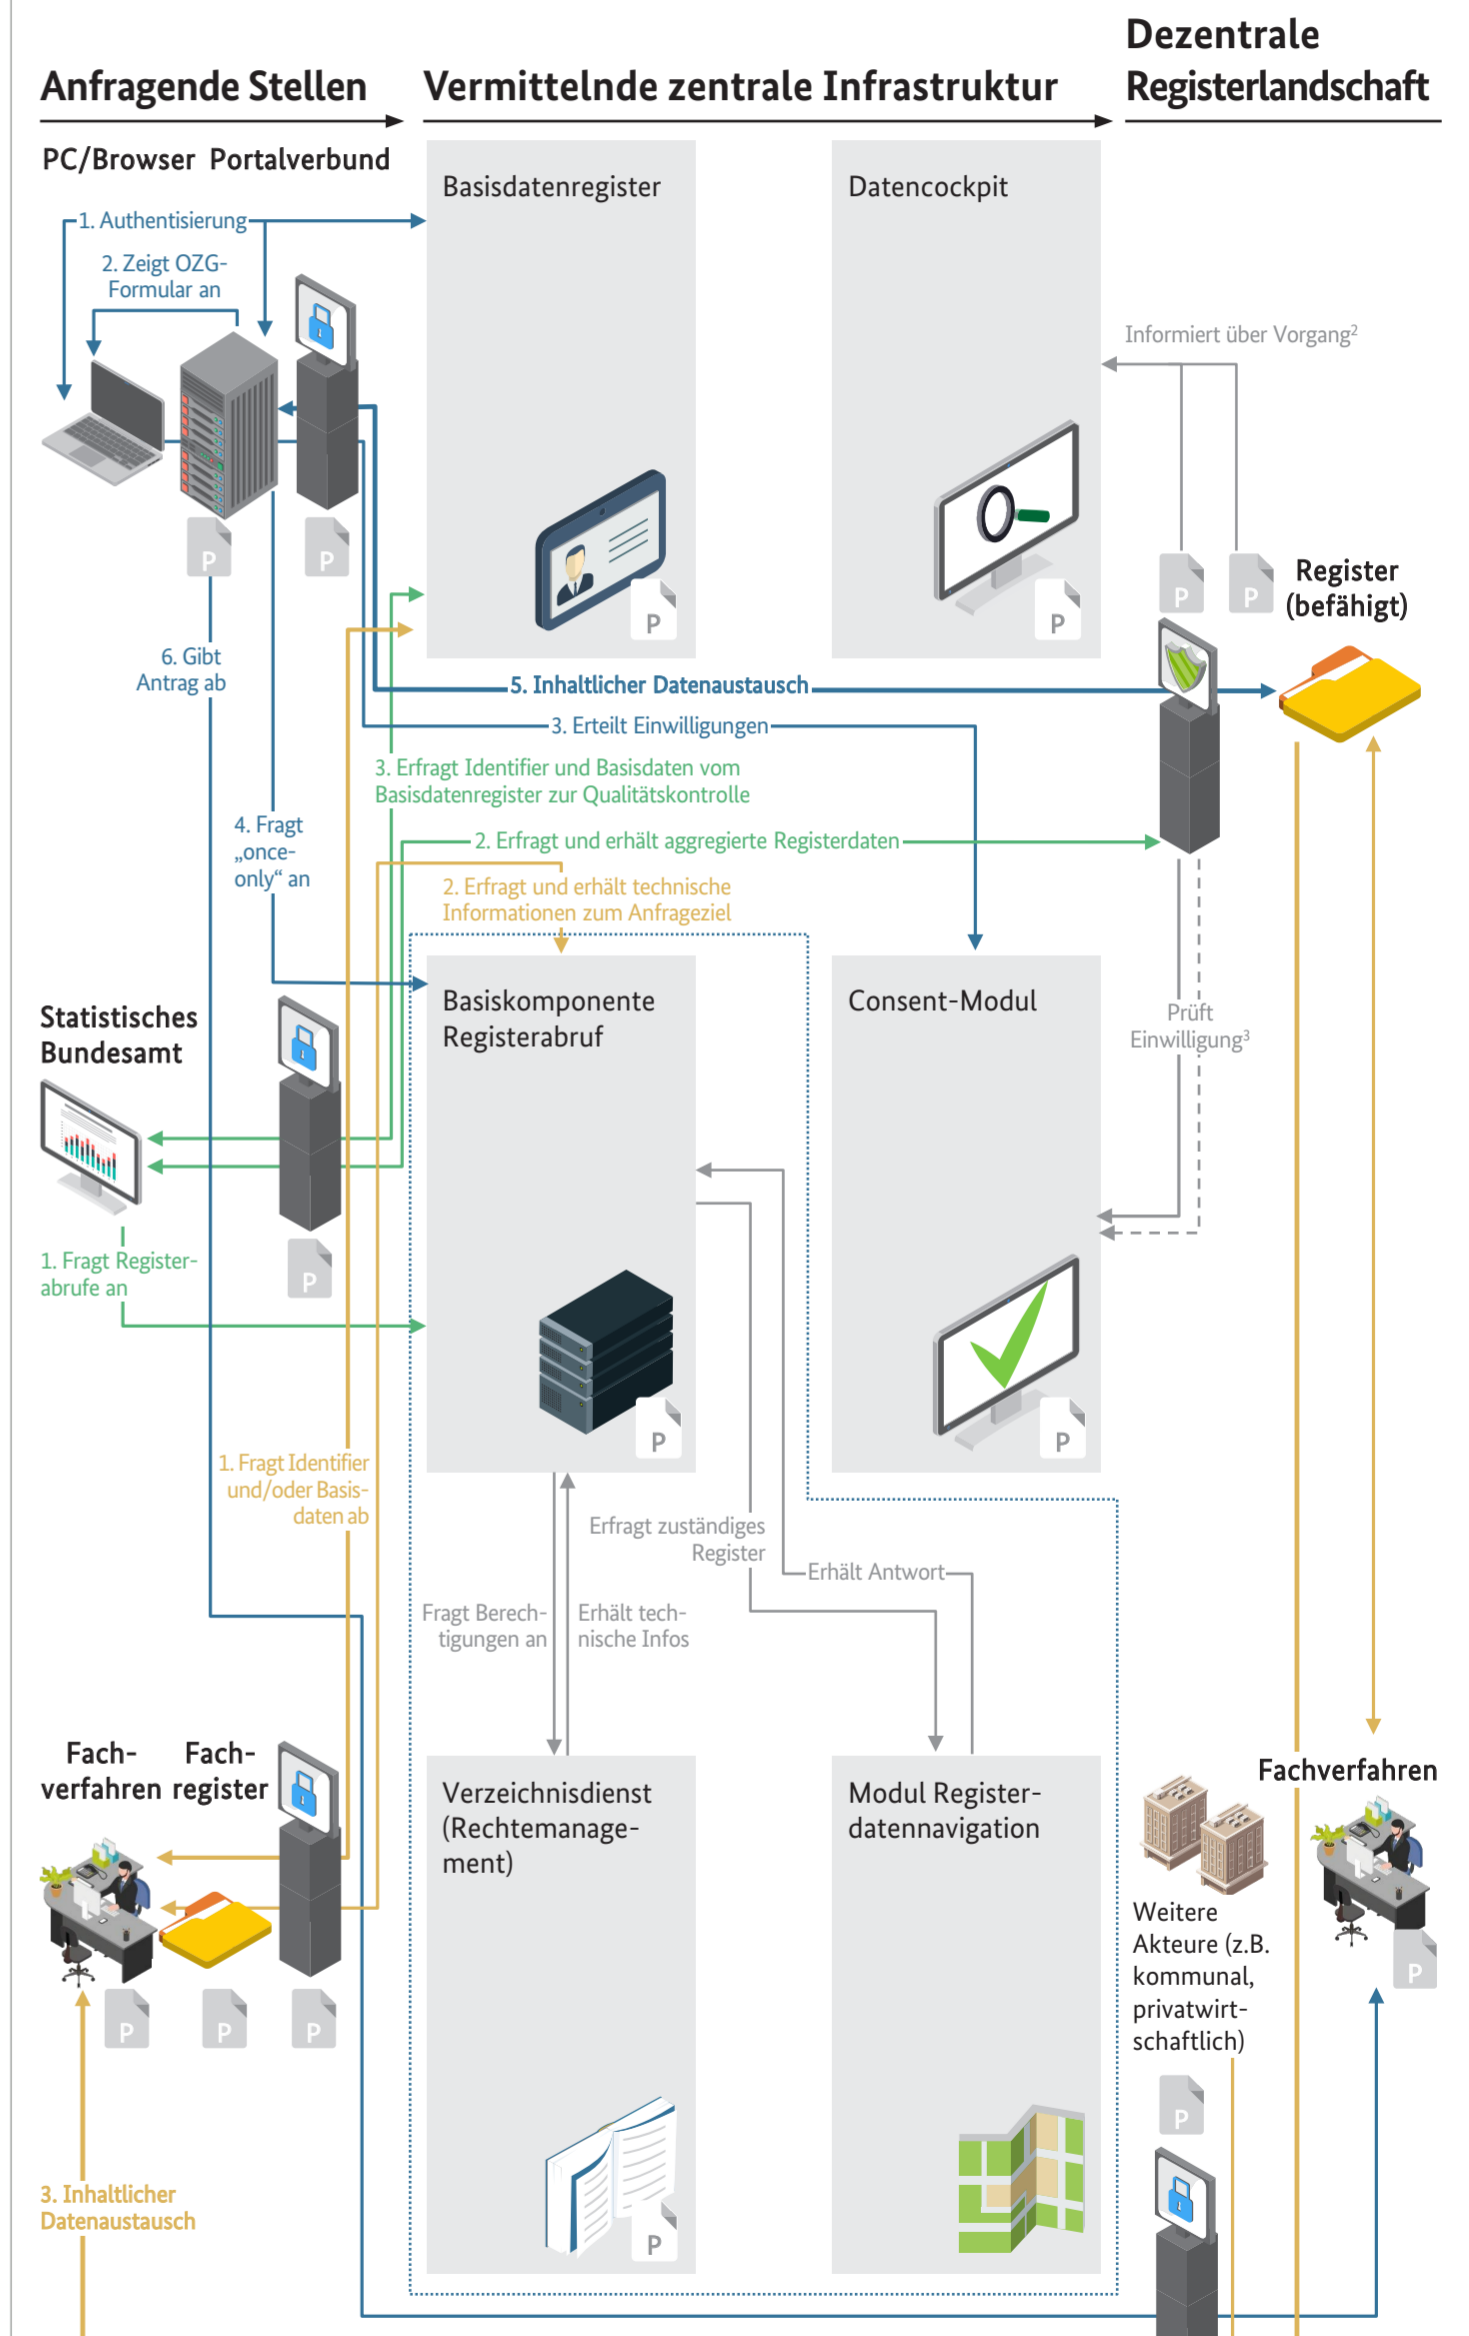 Anfragende Stellen
Vermittelnde zentrale Infrastruktur
Dezentrale
Registerlandschaft
PC/Browser
Portalverbund
Basisdatenregister
Datencockpit
1. Authentisierung
2. Zeigt OZG-
Formular an
Informiert über Vorgang²
P
P
P
P
P
P
Register
(befähigt)
6. Gibt
Antrag ab
5. Inhaltlicher Datenaustausch
3. Erteilt Einwilligungen
3. Erfragt Identifier und Basisdaten vom
Basisdatenregister zur Qualitätskontrolle
4. Fragt
„once-
only“ an
2. Erfragt und erhält aggregierte Registerdaten
2. Erfragt und erhält technische
Informationen zum Anfrageziel
Statistisches
Bundesamt
Basiskomponente
Registerabruf
Consent-Modul
Prüft
Einwilligung³
1. Fragt Register-
abrufe an
P
P
P
1. Fragt Identifier
und/oder Basis-
daten ab
Erfragt zuständiges
Register
Erhält Antwort
Fragt Berech-
tigungen an
Erhält tech-
nische Infos
Fach-
verfahren
Fach-
register
Verzeichnisdienst
(Rechtemanage-
ment)
Modul Register-
datennavigation
Fachverfahren
Weitere
Akteure (z.B.
kommunal,
privatwirt-
schaftlich)
P
P
P
P
P
3. Inhaltlicher
Datenaustausch
P